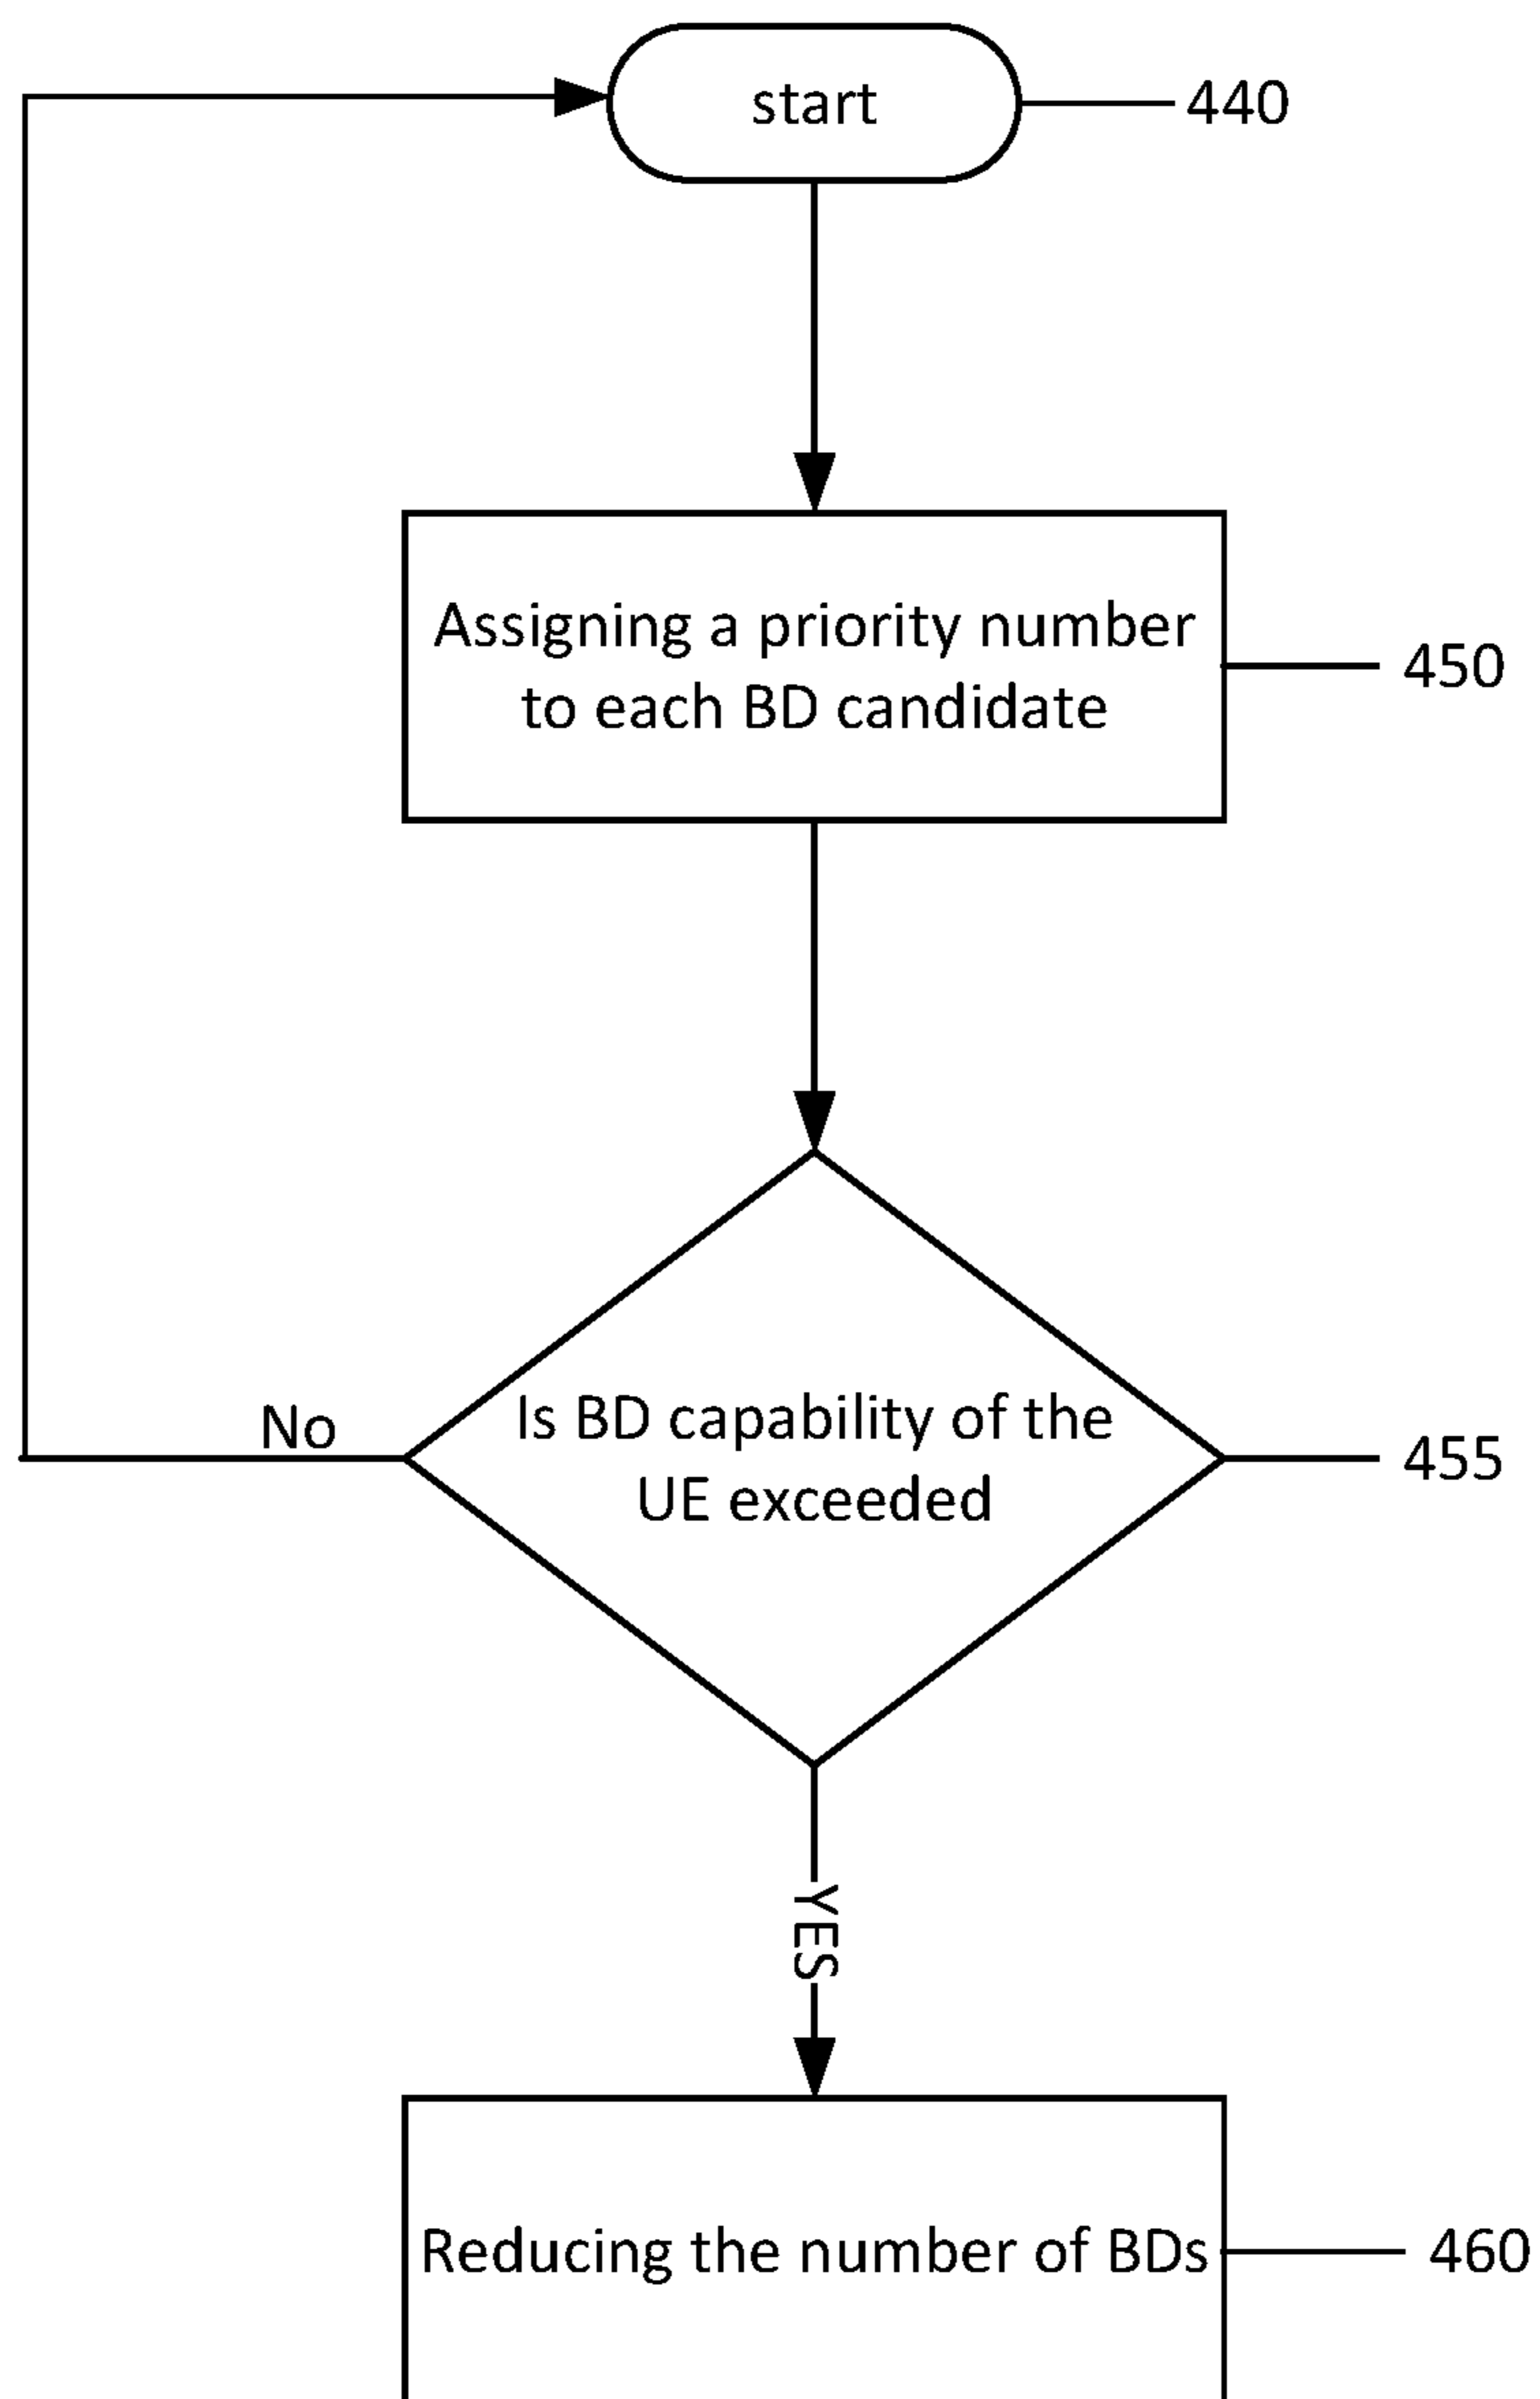 start
440
Assigning a priority number
to each BD candidate
450
No
Is BD capability of the
UE exceeded
455
YES
Reducing the number of BDs
460